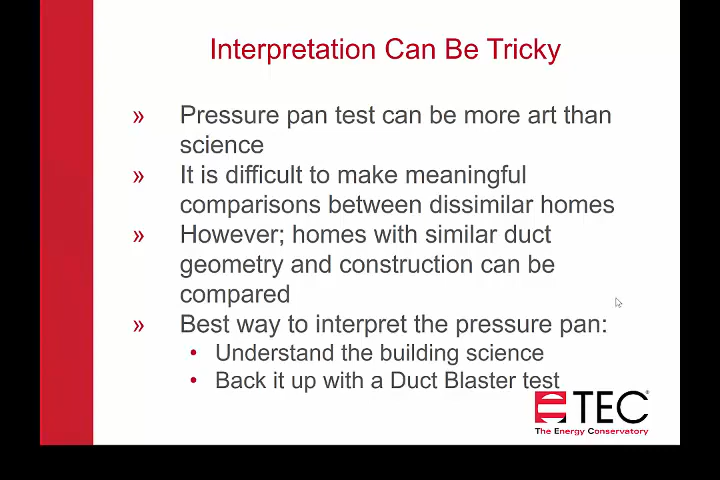 Interpretation Can Be Tricky
» Pressure pan test can be more art than
science
» It is difficult to make meaningful
comparisons between dissimilar homes
» However; homes with similar duct
geometry and construction can be
compared
» Best way to interpret the pressure pan:
• Understand the building science
• Back it up with a Duct Blaster test
e TEC®
The Energy Conservatory